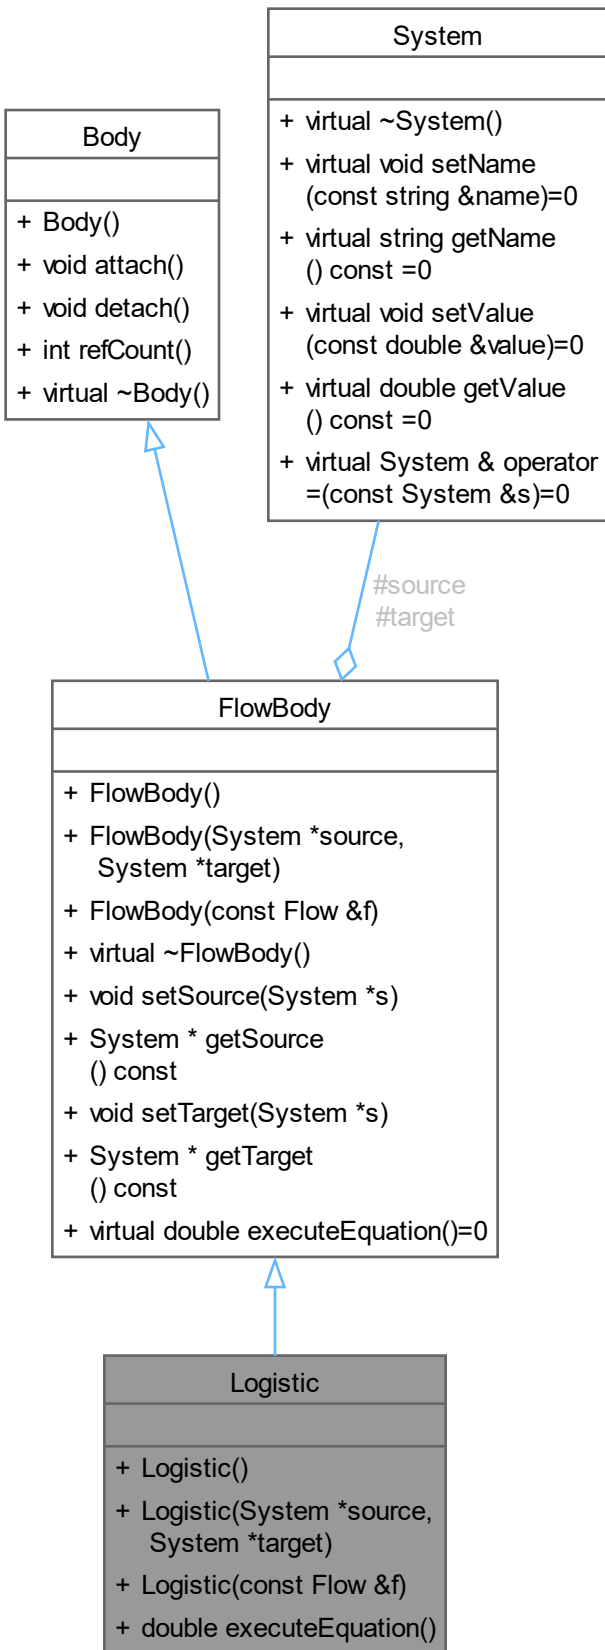 System
+ virtual ~System()
+ virtual void setName
(const string &name)=0
+ virtual string getName
() const =0
+ virtual void setValue
(const double &value)=0
+ virtual double getValue
() const =0
+ virtual System & operator
=(const System &s)=0
Body
+ Body()
+ void attach()
+ void detach()
+ int refCount()
+ virtual ~Body()
#source
#target
FlowBody
+ FlowBody()
+ FlowBody(System *source,
System *target)
+ FlowBody(const Flow &f)
+ virtual ~FlowBody()
+ void setSource(System *s)
+ System * getSource
() const
+ void setTarget(System *s)
+ System * getTarget
() const
+ virtual double executeEquation()=0
Logistic
+ Logistic()
+ Logistic(System *source,
System *target)
+ Logistic(const Flow &f)
+ double executeEquation()